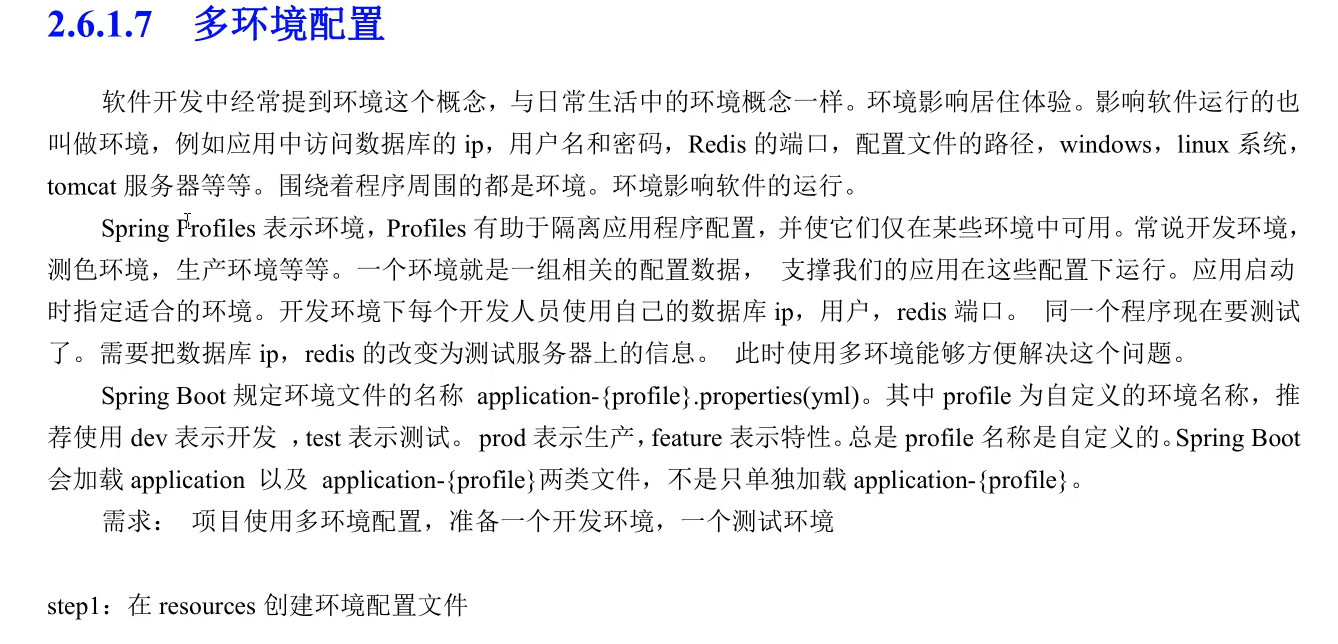 2.6.1.7 多环境配置
软件开发中经常提到环境这个概念，与日常生活中的环境概念一样。环境影响居住体验。影响软件运行的也
叫做环境，例如应用中访问数据库的 ip，用户名和密码，Redis 的端口，配置文件的路径，windows，linux 系统，
tomcat 服务器等等。围绕着程序周围的都是环境。环境影响软件的运行。
Spring Profiles 表示环境，Profiles 有助于隔离应用程序配置，并使它们仅在某些环境中可用。常说开发环境，
测色环境，生产环境等等。一个环境就是一组相关的配置数据， 支撑我们的应用在这些配置下运行。应用启动
时指定适合的环境。开发环境下每个开发人员使用自己的数据库 ip，用户，redis 端口。 同一个程序现在要测试
了。需要把数据库 ip，redis 的改变为测试服务器上的信息。 此时使用多环境能够方便解决这个问题。
Spring Boot 规定环境文件的名称 application-{profile}.properties(yml)。其中 profile 为自定义的环境名称，推
荐使用 dev 表示开发 ，test 表示测试。 prod 表示生产，feature 表示特性。总是 profile 名称是自定义的。Spring Boot
会加载 application 以及 application-{profile}两类文件，不是只单独加载 application-{profile}。
需求： 项目使用多环境配置，准备一个开发环境，一个测试环境
step1：在 resources 创建环境配置文件